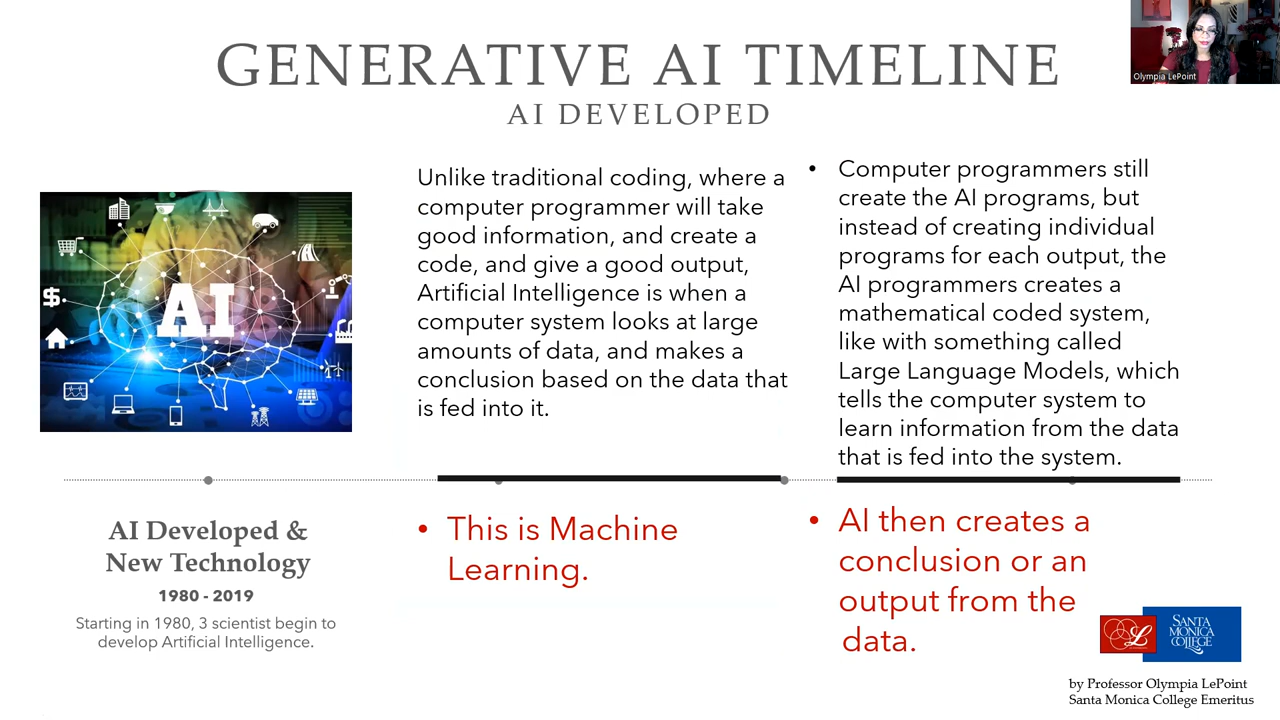 GENERATIVE AI TIMELINE
AI DEVELOPED
Olympia LePoint
AI
$
Unlike traditional coding, where a
computer programmer will take
good information, and create a
code, and give a good output,
Artificial Intelligence is when a
computer system looks at large
amounts of data, and makes a
conclusion based on the data that
is fed into it.
• Computer programmers still
create the AI programs, but
instead of creating individual
programs for each output, the
AI programmers creates a
mathematical coded system,
like with something called
Large Language Models, which
tells the computer system to
learn information from the data
that is fed into the system.
AI Developed &
New Technology
1980 - 2019
Starting in 1980, 3 scientist begin to
develop Artificial Intelligence.
• This is Machine
Learning.
• AI then creates a
conclusion or an
output from the
data.
L
SANTA
MONICA
COLLEGE
by Professor Olympia LePoint
Santa Monica College Emeritus